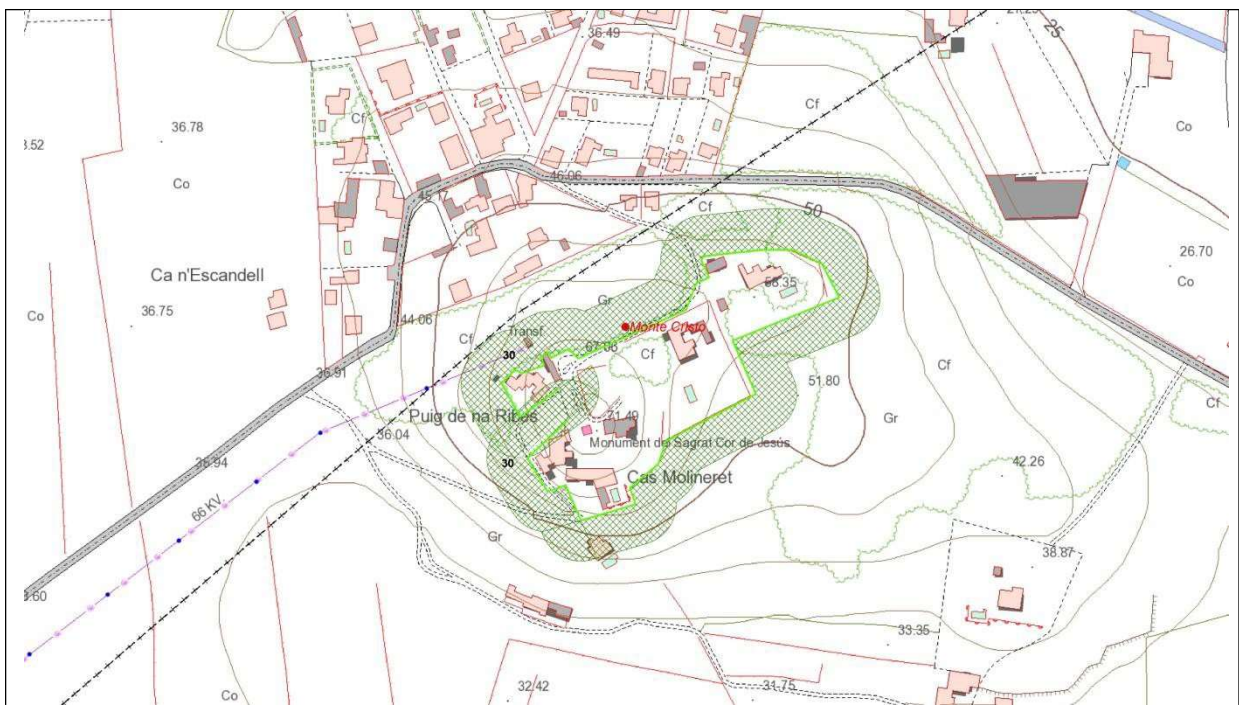 36.49
25
Cf
36.78
3.52
Co
Cf
Co
46.06
45.17
Cf
50
26.70
Ca n'Escandell
58.35
Co
Gr
36.75
Co
44.06
Transf.
Monte Cristo
67.06
Cf
30
Cf
Cf
36.91
51.80
Cf
Puig de na Ribes
Gr
71.49
36.04
Monument del Sagrat Cor de Jesús
30
Cas Molineret
42.26
66 KV
Gr
38.87
3.60
33.35
Co
32.42
31.75